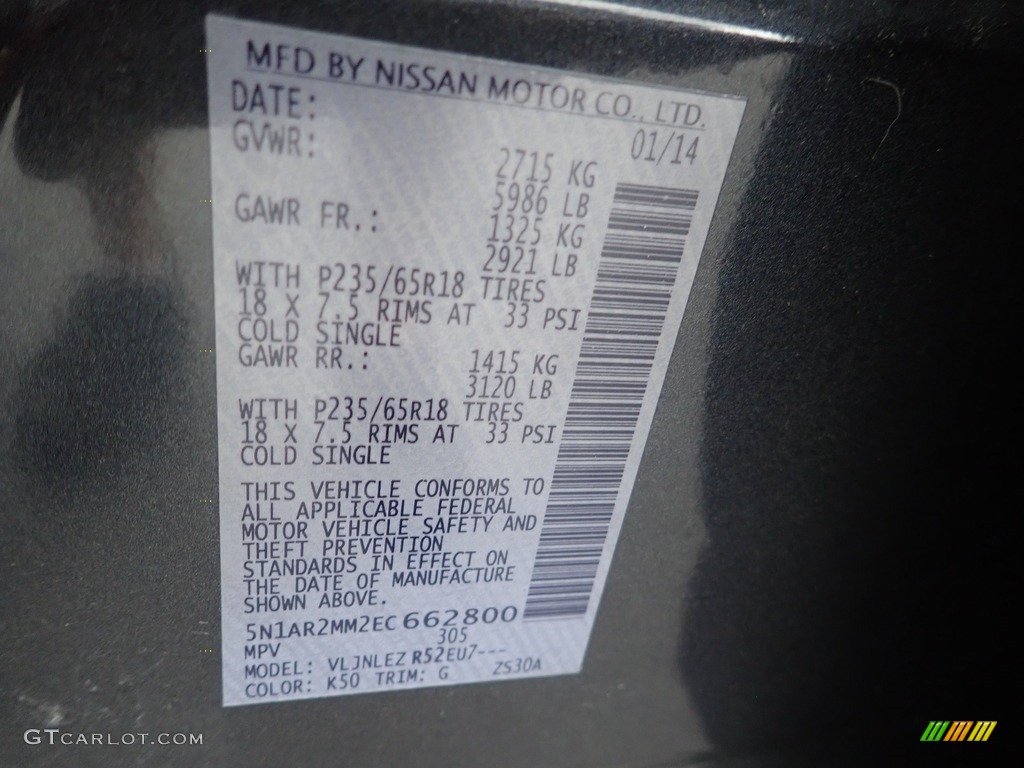 MFD BY NISSAN MOTOR CO., LTD.
DATE: 01/14
GVWR: 2715 KG
5986 LB
GAWR FR.: 1325 KG
2921 LB
WITH P235/65R18 TIRES
18 X 7.5 RIMS AT 33 PSI
COLD SINGLE
GAWR RR.: 1415 KG
3120 LB
WITH P235/65R18 TIRES
18 X 7.5 RIMS AT 33 PSI
COLD SINGLE
THIS VEHICLE CONFORMS TO
ALL APPLICABLE FEDERAL
MOTOR VEHICLE SAFETY AND
THEFT PREVENTION
STANDARDS IN EFFECT ON
THE DATE OF MANUFACTURE
SHOWN ABOVE.
5N1AR2MM2EC 662800
MPV 305
MODEL: VLJNLEZ R52EU7---
COLOR: K50 TRIM: G ZS30A
GTCARLOT.COM